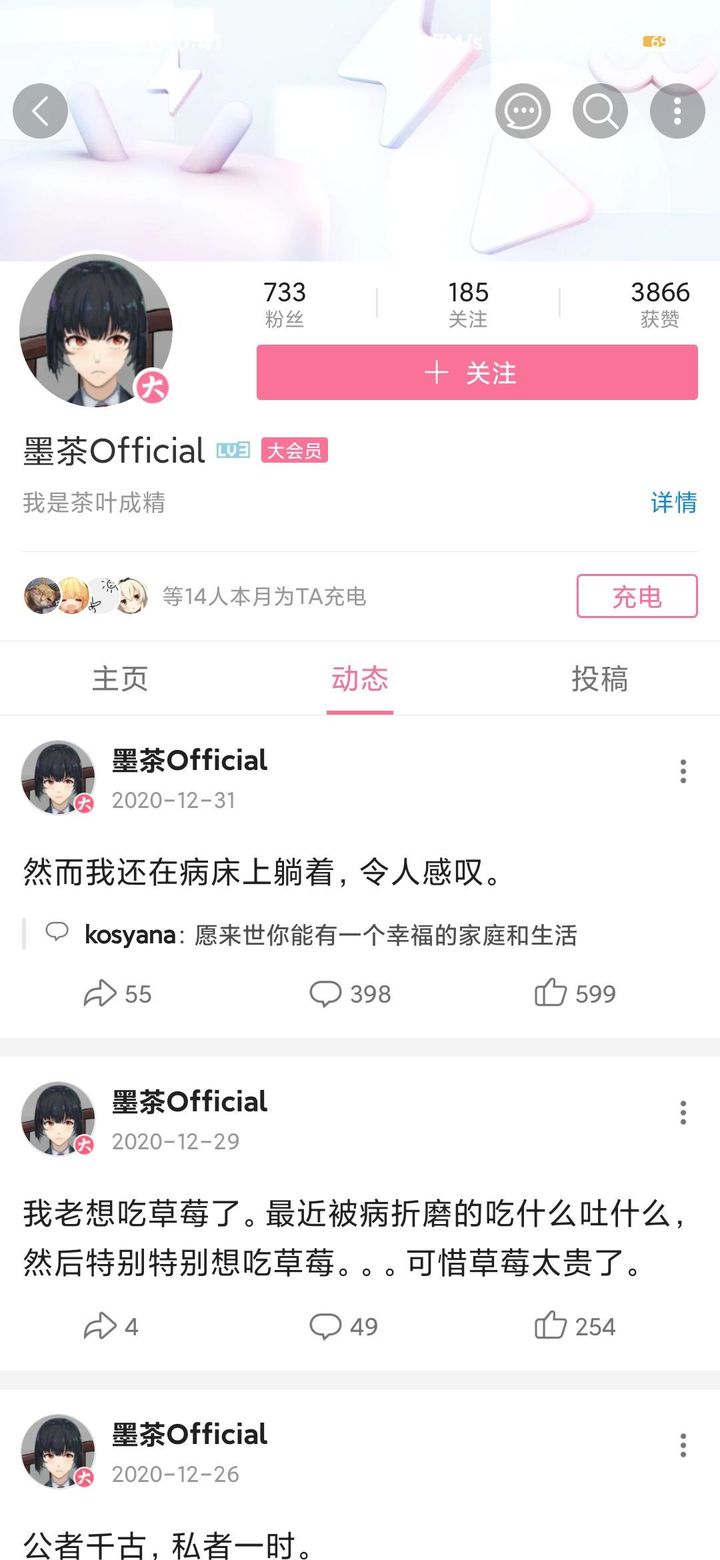 733
185
3866
粉丝
关注
获赞
大
+ 关注
墨茶Official LV3 大会员
我是茶叶成精
详情
等14人本月为TA充电
充电
主页
动态
投稿
墨茶Official
大
2020-12-31
然而我还在病床上躺着，令人感叹。
kosyana: 愿来世你能有一个幸福的家庭和生活
55
398
599
墨茶Official
大
2020-12-29
我老想吃草莓了。最近被病折磨的吃什么吐什么，
然后特别特别想吃草莓。。。可惜草莓太贵了。
4
49
254
墨茶Official
大
2020-12-26
公者千古，私者一时。